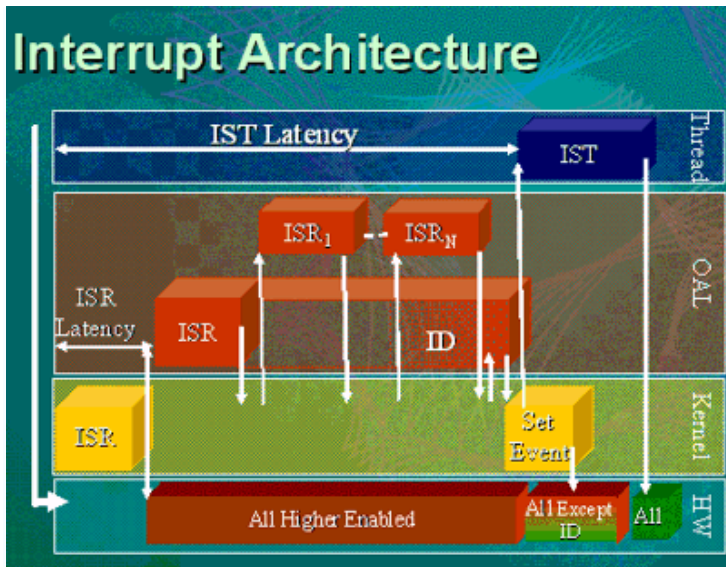 Interrupt Architecture
IST Latency
IST
Thread
ISR1
ISRN
ISR
Latency
ISR
ID
OAL
ISR
Set
Event
Kernel
All Higher Enabled
All Except
ID
All
HW